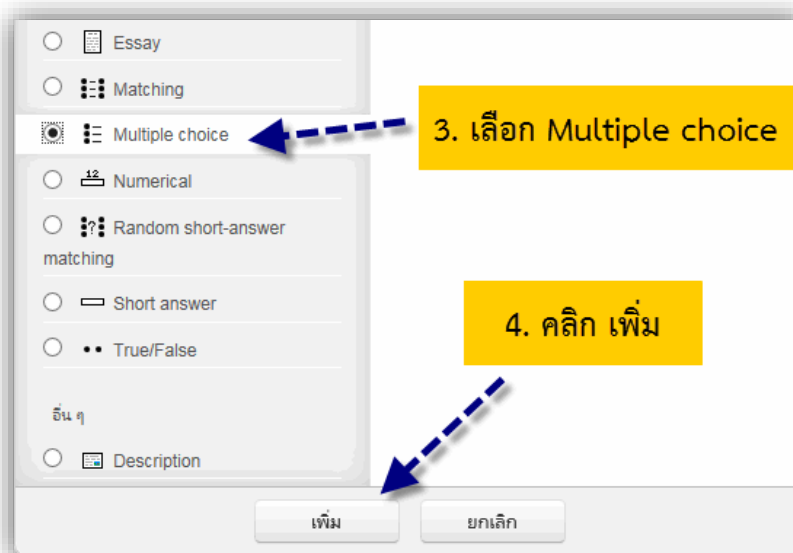 Essay
Matching
Multiple choice
3. เลือก Multiple choice
12
Numerical
?
Random short-answer
matching
Short answer
4. คลิก เพิ่ม
True/False
อื่น ๆ
Description
เพิ่ม
ยกเลิก